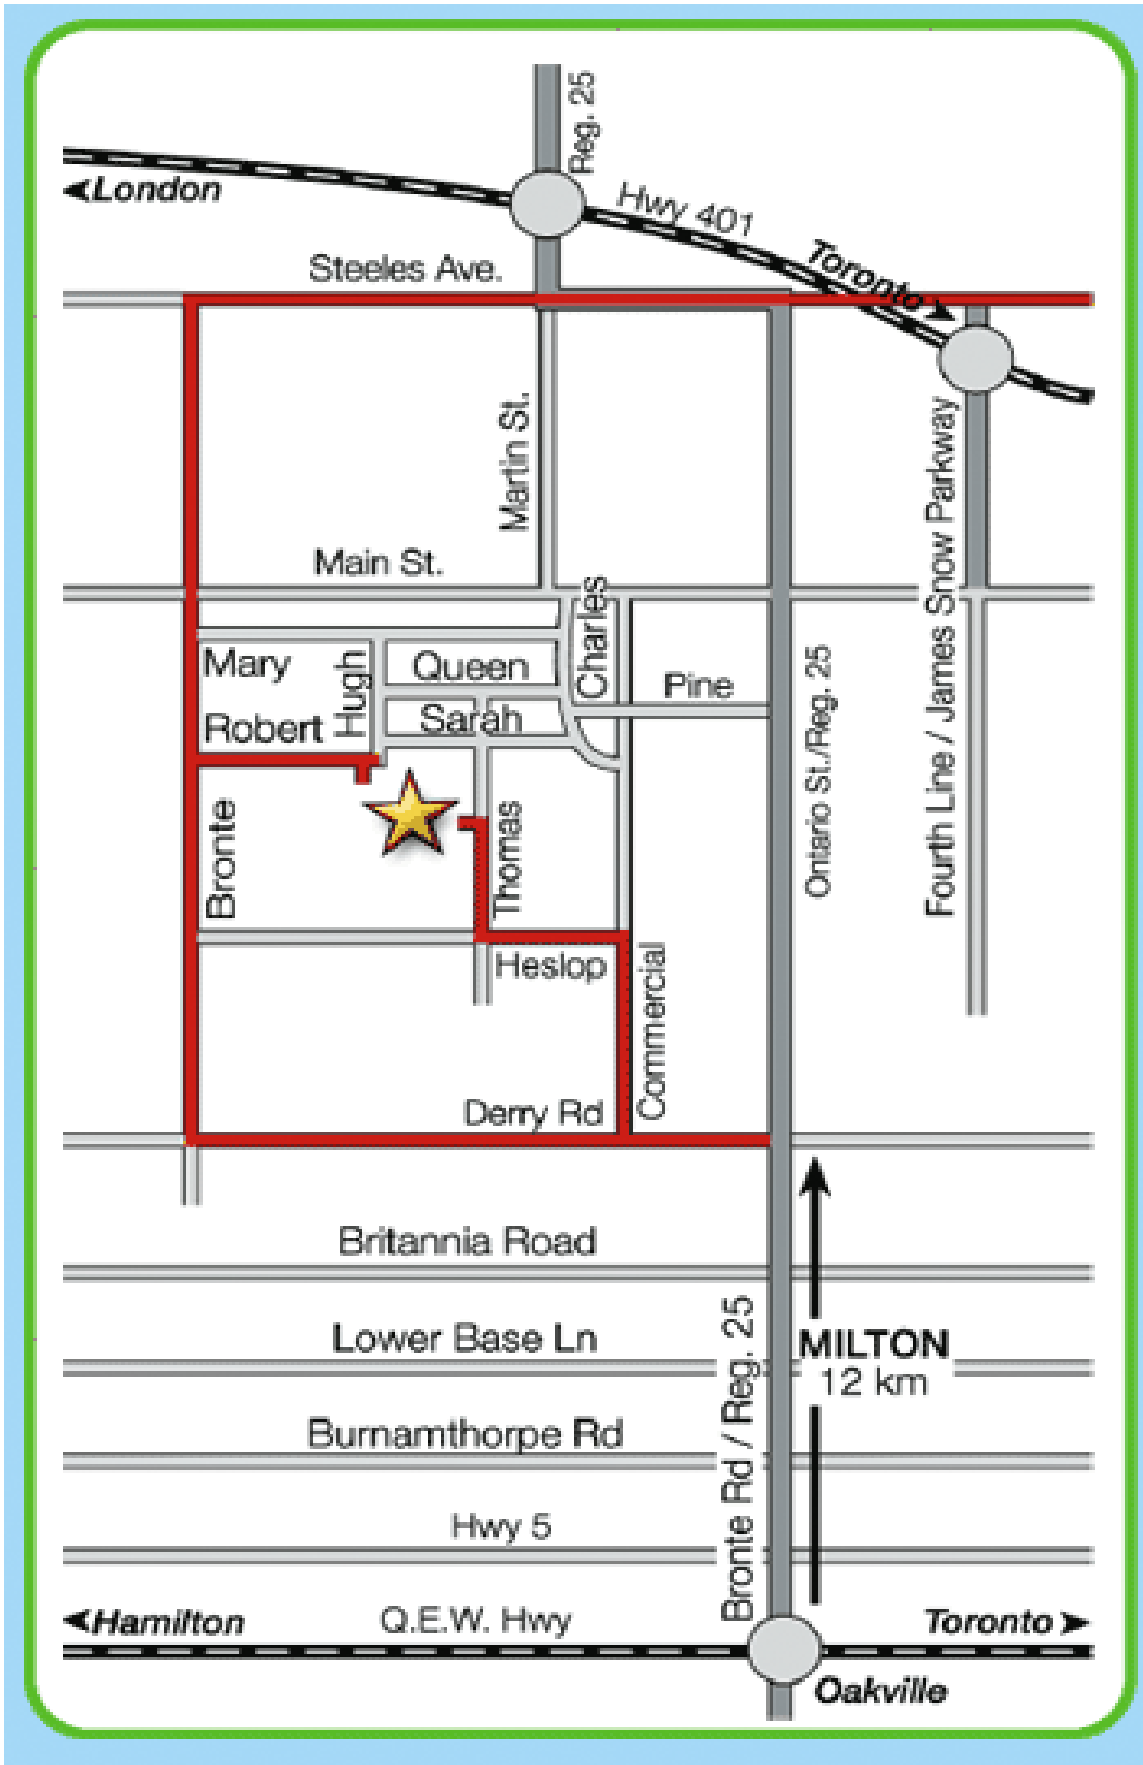 Reg. 25
London
Hwy 401
Toronto
Steeles Ave.
Martin St.
Main St.
Charles
Mary
Hugh
Queen
Pine
Robert
Sarah
Bronte
Thomas
Ontario St./Reg. 25
Fourth Line / James Snow Parkway
Heslop
Commercial
Derry Rd
Britannia Road
Lower Base Ln
MILTON
12 km
Burnamthorpe Rd
Bronte Rd / Reg. 25
Hwy 5
Hamilton
Q.E.W. Hwy
Toronto
Oakville